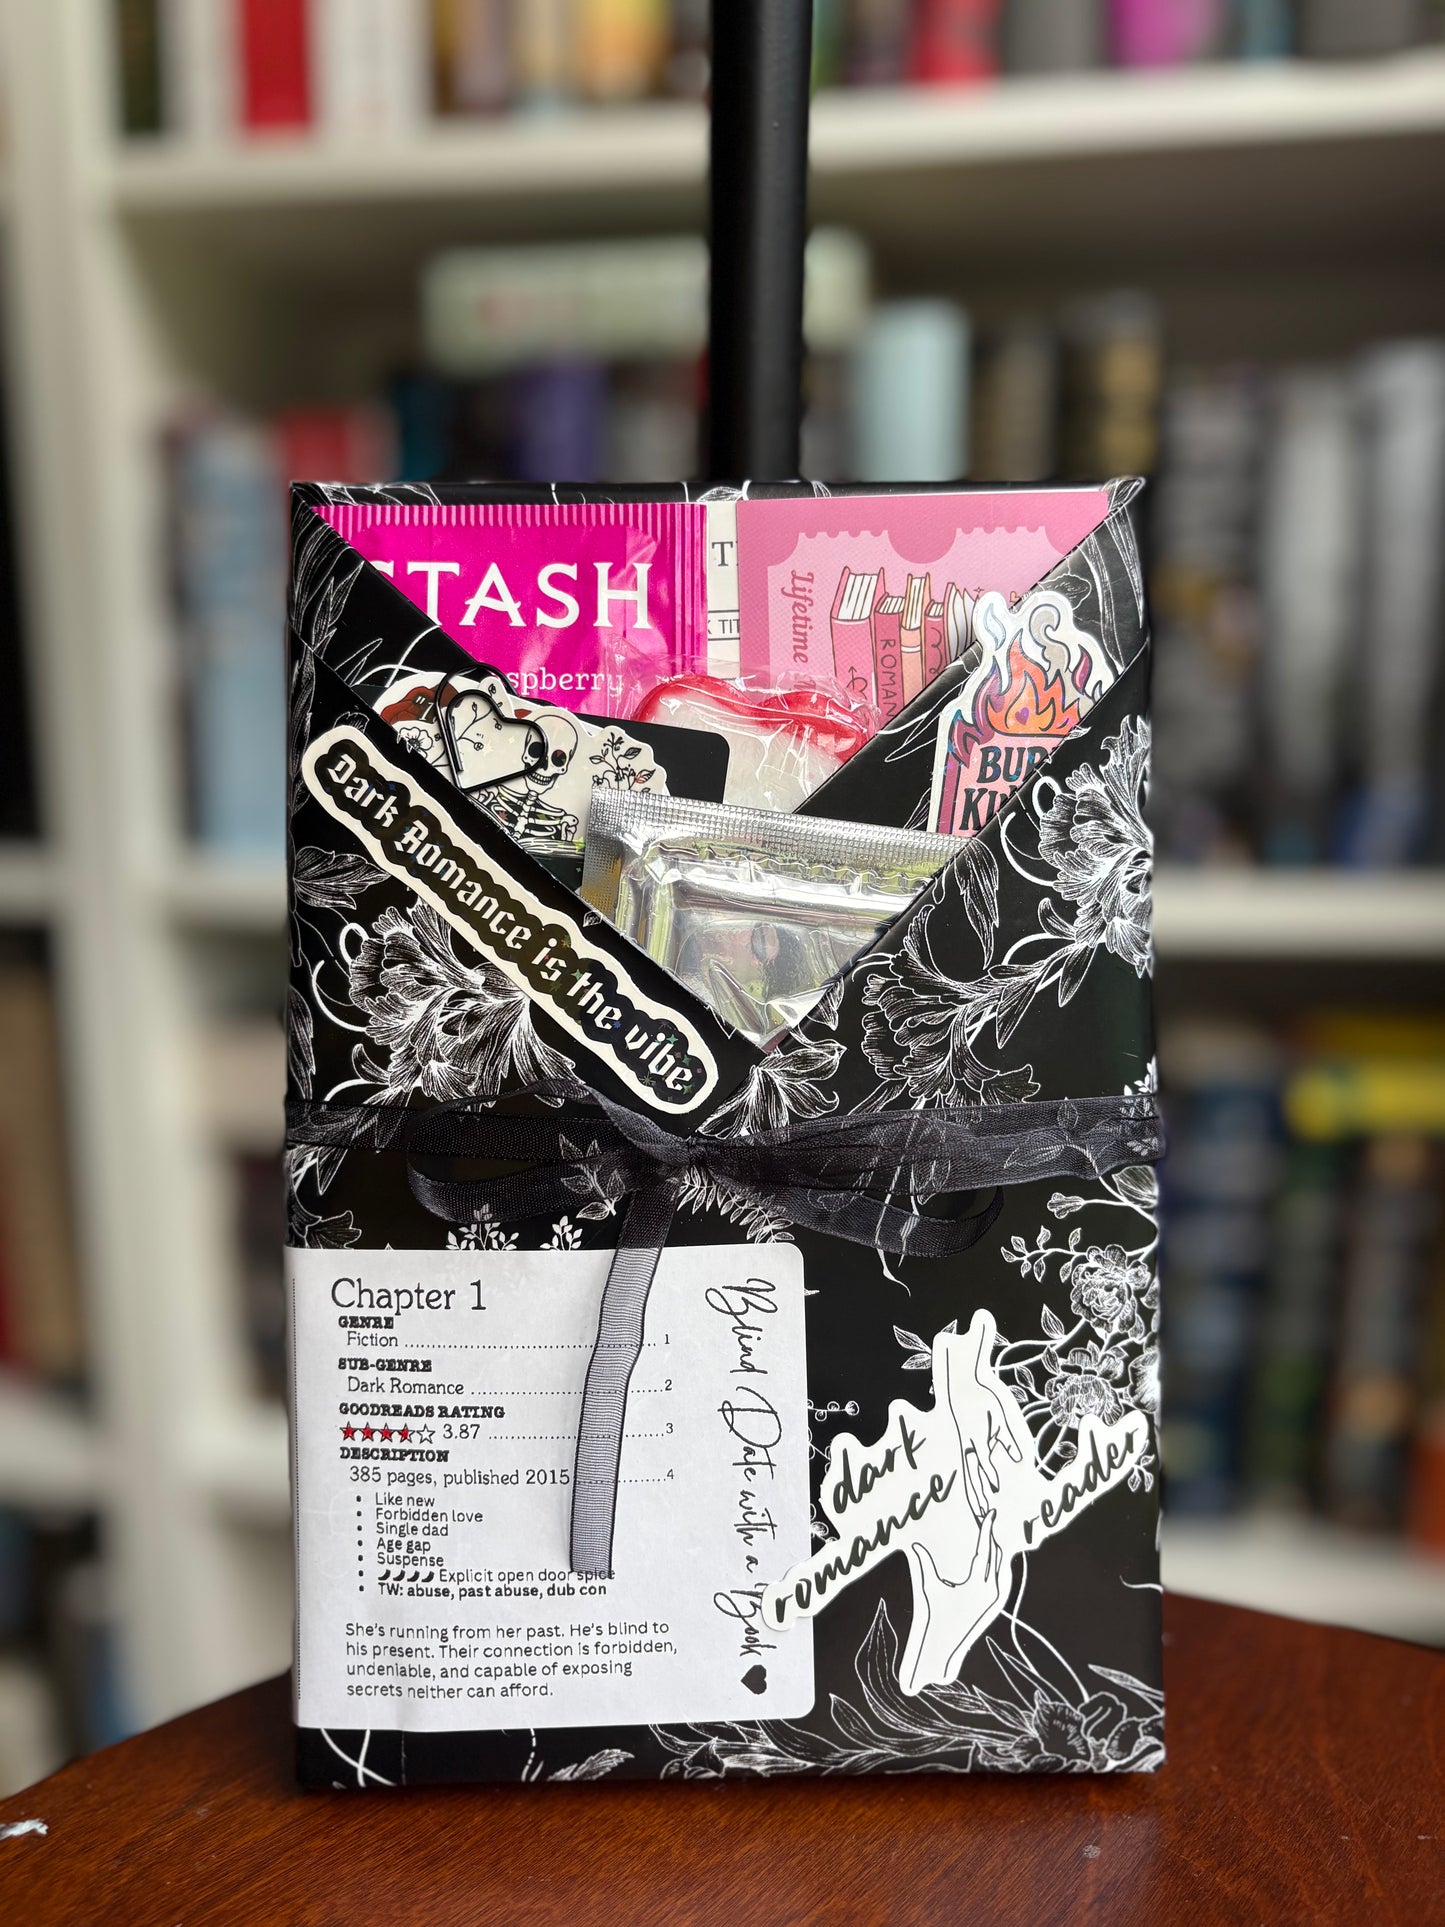 STASH
spberry
T
TIT
Lifetime
ROMAN
BU
KI
Dark Romance is the vibe
Chapter 1
GENRE
Fiction ........................................ 1
SUB-GENRE
Dark Romance ...............................2
GOODREADS RATING
3.87 ...........................3
DESCRIPTION
385 pages, published 2015 ..............4
• Like new
• Forbidden love
• Single dad
• Age gap
• Suspense
• Explicit open door spice
• TW: abuse, past abuse, dub con
She's running from her past. He's blind to
his present. Their connection is forbidden,
undeniable, and capable of exposing
secrets neither can afford.
Blind Date with a Book
dark
romance
reader